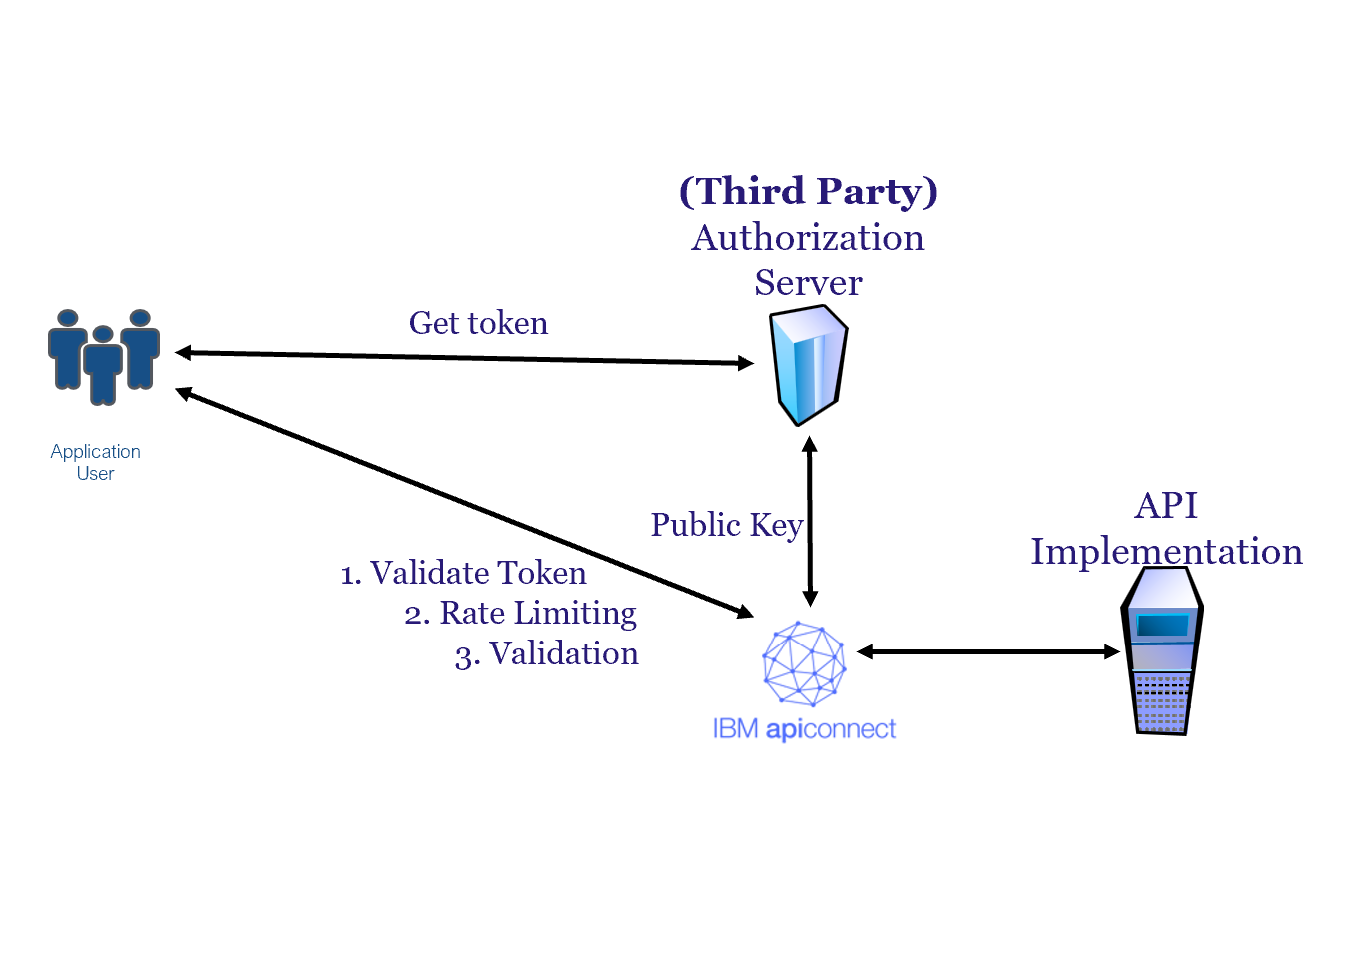 (Third Party)
Authorization
Server
Get token
Application
User
Public Key
API
Implementation
1. Validate Token
2. Rate Limiting
3. Validation
IBM apiconnect